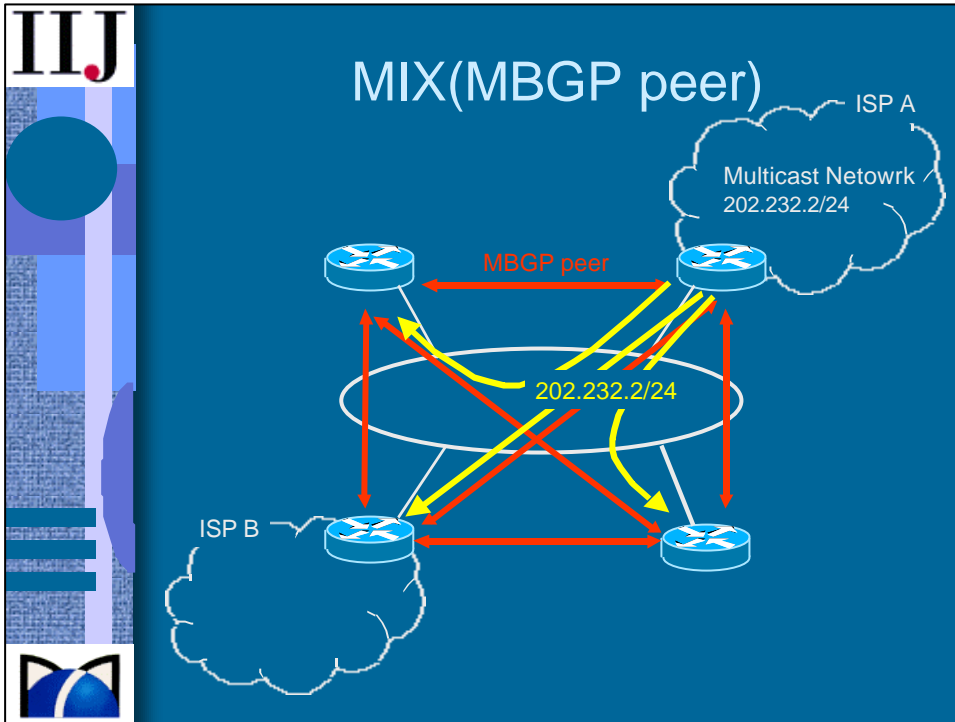 IIJ
MIX(MBGP peer)
ISP A
Multicast Netowrk
202.232.2/24
MBGP peer
202.232.2/24
ISP B